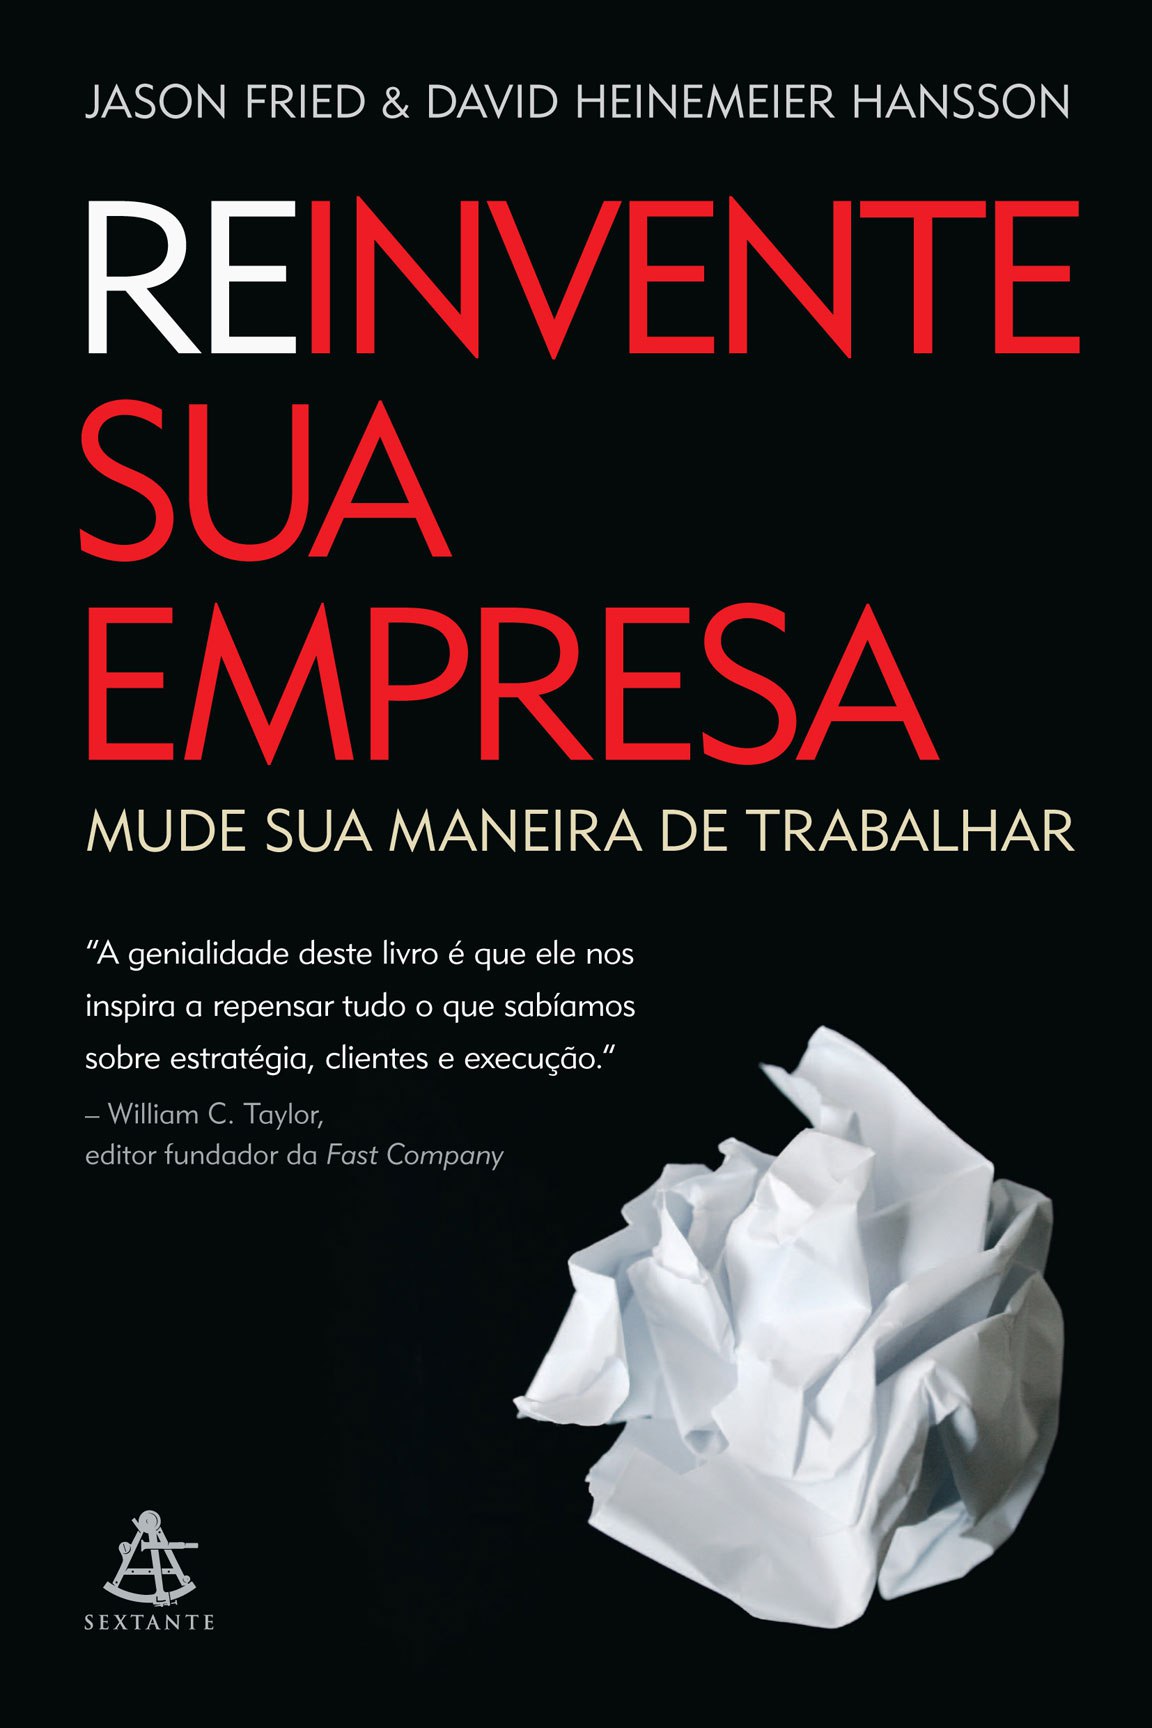 JASON FRIED & DAVID HEINEMEIER HANSSON
REINVENTE
SUA
EMPRESA
MUDE SUA MANEIRA DE TRABALHAR
“A genialidade deste livro é que ele nos
inspira a repensar tudo o que sabíamos
sobre estratégia, clientes e execução.“
– William C. Taylor,
editor fundador da Fast Company
SEXTANTE